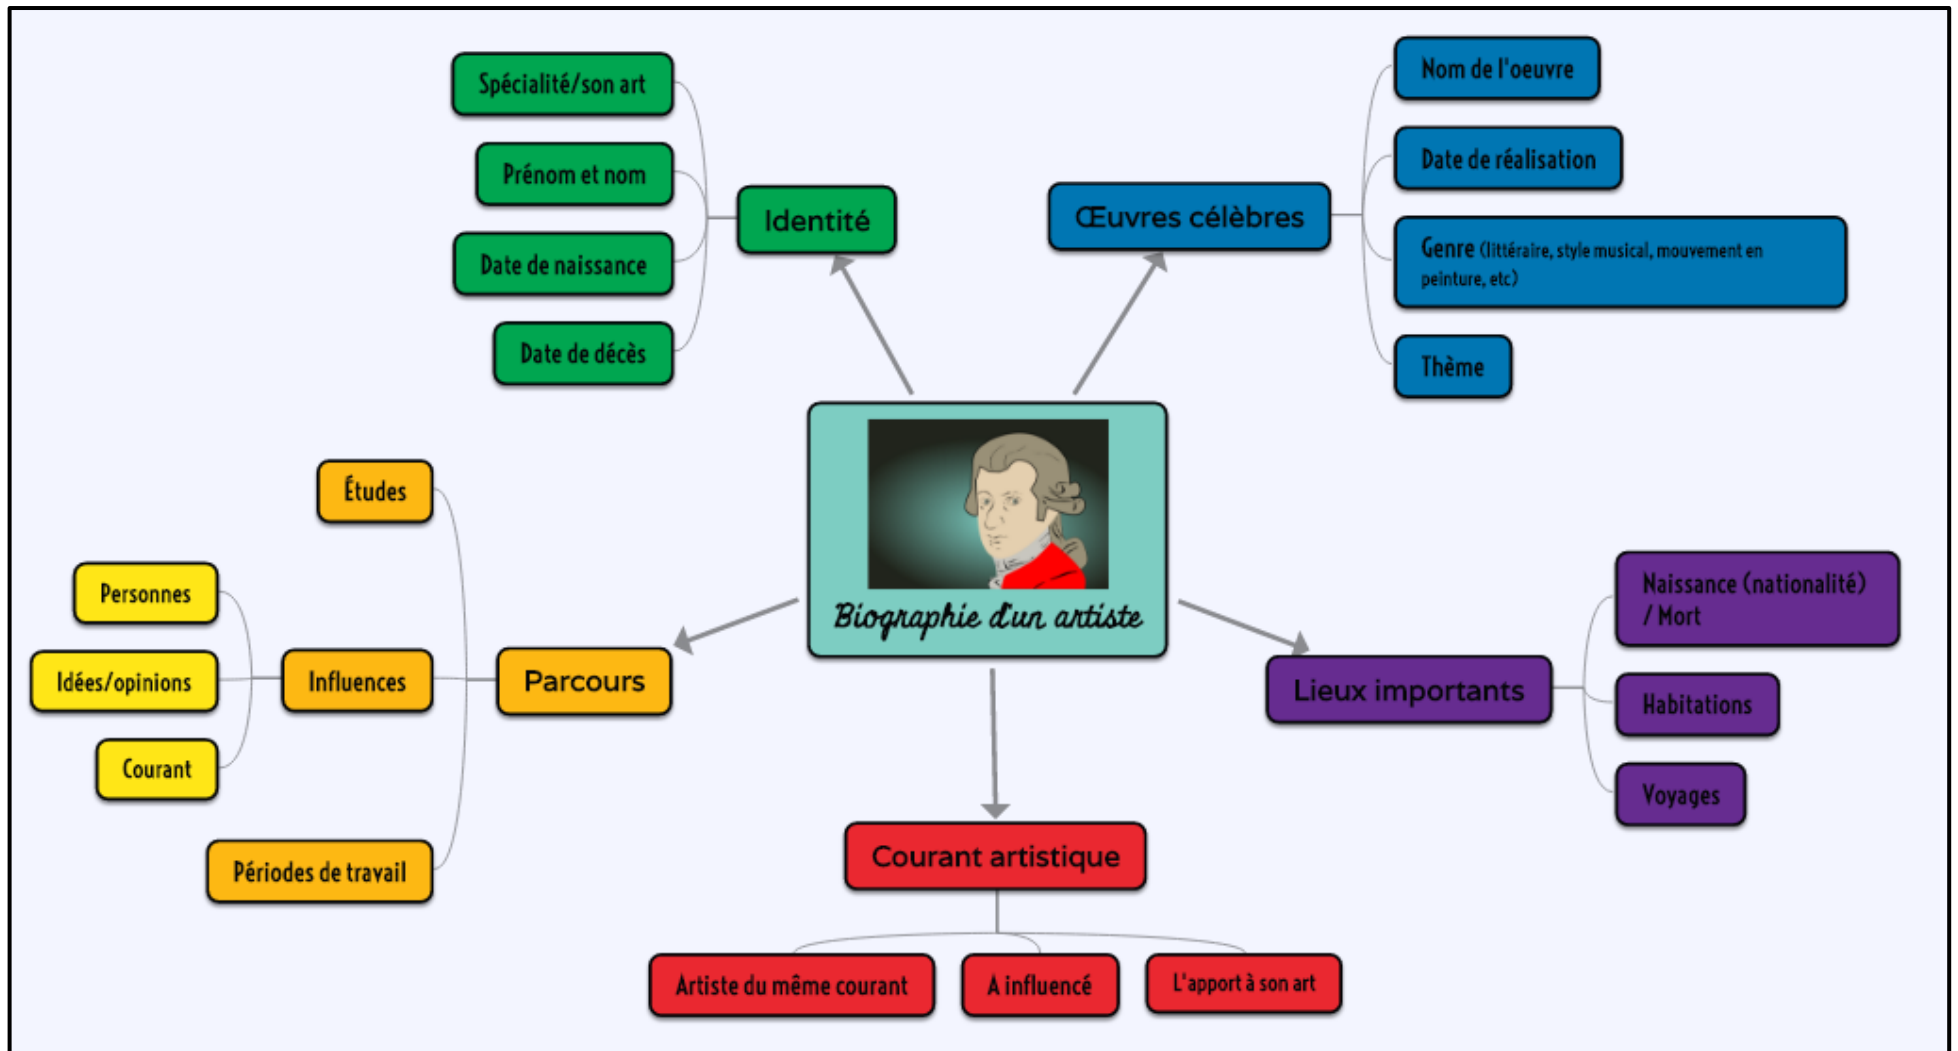 Spécialité/son art
Prénom et nom
Date de naissance
Date de décès
Identité
Œuvres célèbres
Nom de l'oeuvre
Date de réalisation
Genre (littéraire, style musical, mouvement en
peinture, etc)
Thème
Biographie d'un artiste
Études
Personnes
Idées/opinions
Courant
Influences
Parcours
Périodes de travail
Lieux importants
Naissance (nationalité)
/ Mort
Habitations
Voyages
Courant artistique
Artiste du même courant
A influencé
L'apport à son art